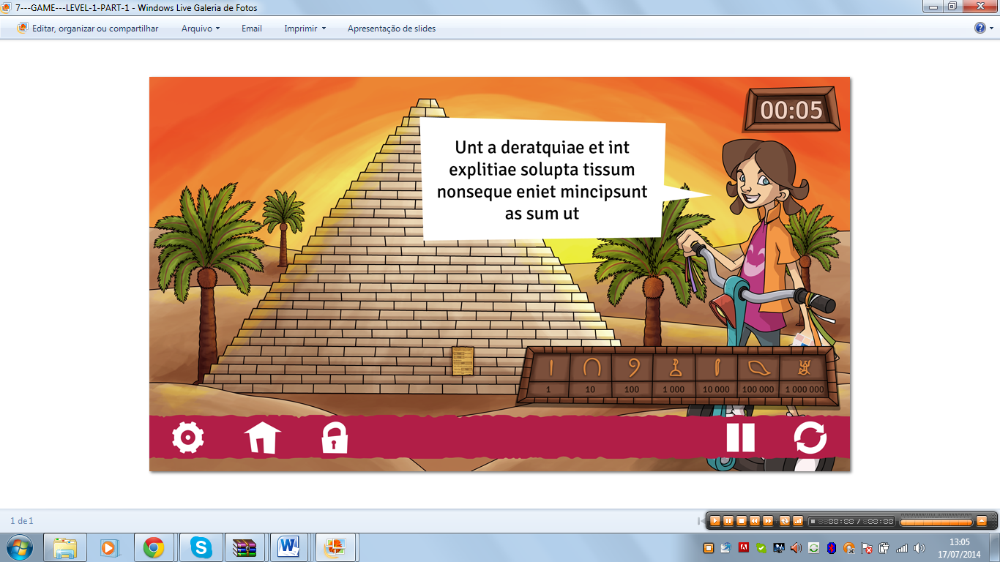 7---GAME---LEVEL-1-PART-1 - Windows Live Galeria de Fotos
Editar, organizar ou compartilhar Arquivo Email Imprimir Apresentação de slides
00:05
Unt a deratquiae et int
explitiae solupta tissum
nonseque eniet mincipsunt
as sum ut
1 10 100 1 000 10 000 100 000 1 000 000
1 de 1
00:00 / 00:00
13:05
17/07/2014